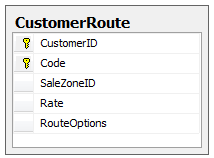 CustomerRoute
CustomerID
Code
SaleZoneID
Rate
RouteOptions